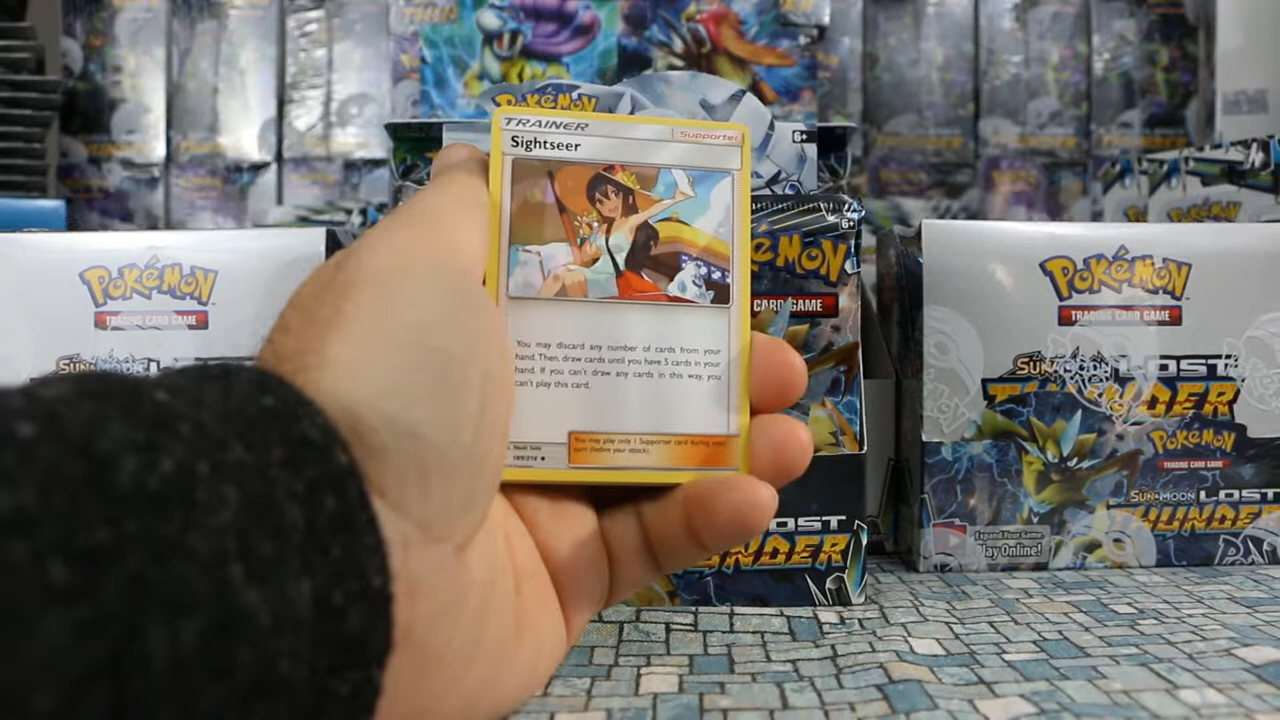 POKéMON
TRAINER
Supporter
Sightseer
6+
You may discard any number of cards from your
hand. Then, draw cards until you have 5 cards in your
hand. If you can't draw any cards in this way, you
can't play this card.
You may play only 1 Supporter card during your
turn (before your attack).
189/214
6+
POKéMON
CARD GAME
LOST
THUNDER
POKéMON
TRADING CARD GAME
SUN & MOON
POKéMON
TRADING CARD GAME
SUN & MOON LOST
THUNDER
POKéMON
TRADING CARD GAME
SUN & MOON LOST
THUNDER
Expand Your Game:
Play Online!